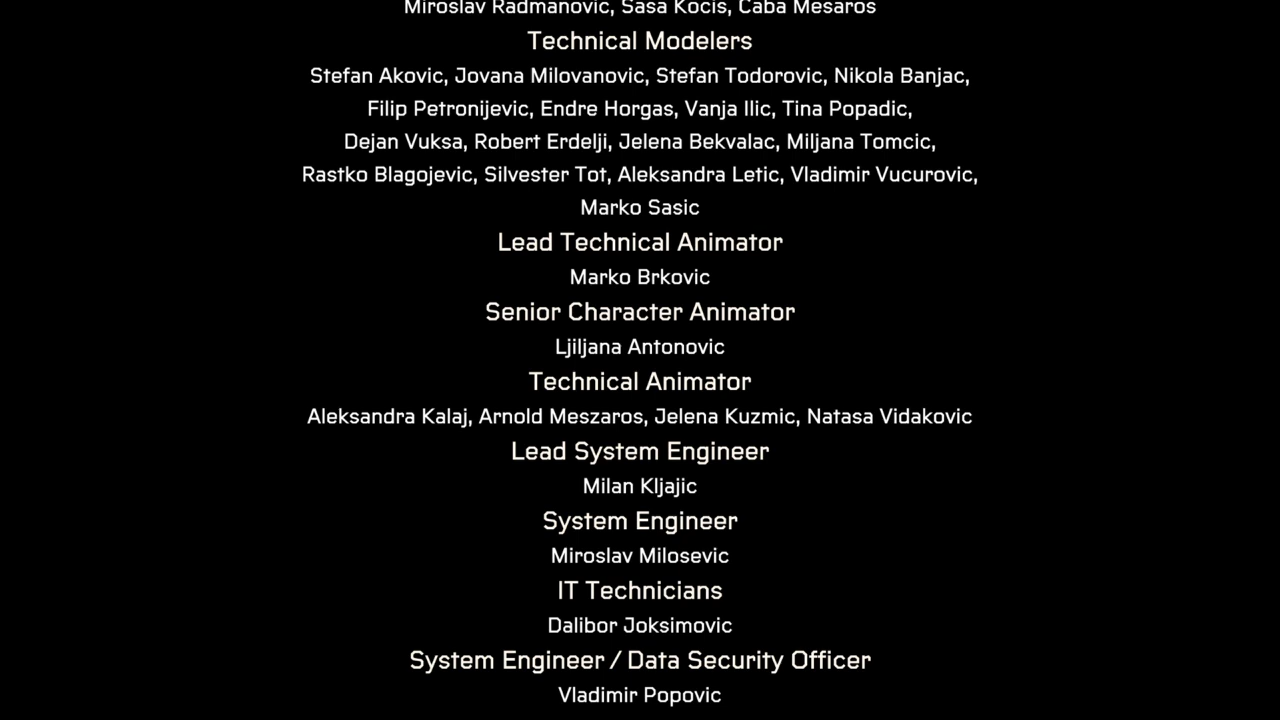 Miroslav Radmanovic, Sasa Kocis, Caba Mesaros
Technical Modelers
Stefan Akovic, Jovana Milovanovic, Stefan Todorovic, Nikola Banjac,
Filip Petronijevic, Endre Horgas, Vanja Ilic, Tina Popadic,
Dejan Vuksa, Robert Erdelji, Jelena Bekvalac, Miljana Tomcic,
Rastko Blagojevic, Silvester Tot, Aleksandra Letic, Vladimir Vucurovic,
Marko Sasic
Lead Technical Animator
Marko Brkovic
Senior Character Animator
Ljiljana Antonovic
Technical Animator
Aleksandra Kalaj, Arnold Meszaros, Jelena Kuzmic, Natasa Vidakovic
Lead System Engineer
Milan Kljajic
System Engineer
Miroslav Milosevic
IT Technicians
Dalibor Joksimovic
System Engineer / Data Security Officer
Vladimir Popovic